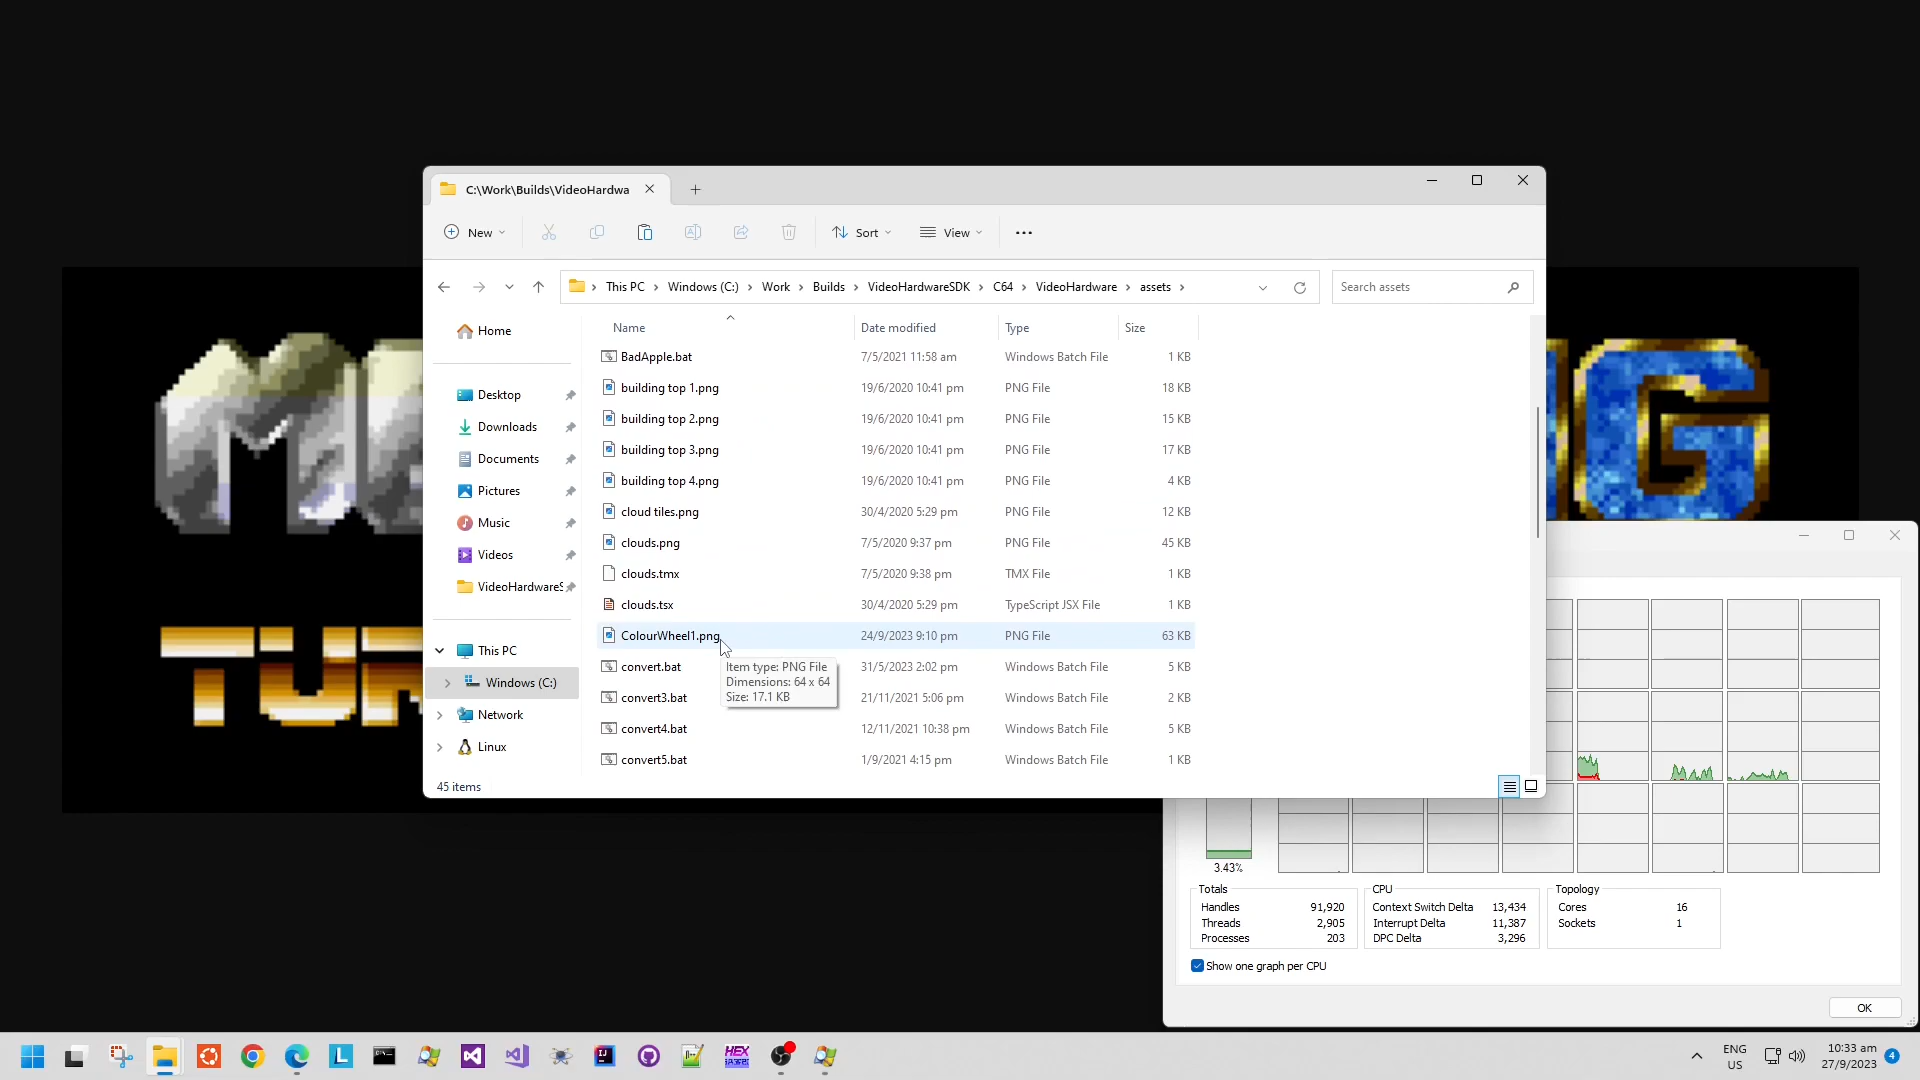 C:\Work\Builds\VideoHardwa
New
Sort
View
This PC > Windows (C:) > Work > Builds > VideoHardwareSDK > C64 > VideoHardware > assets >
Search assets
Home
Desktop
Downloads
Documents
Pictures
Music
Videos
VideoHardwareS
This PC
Windows (C:)
Network
Linux
Name Date modified Type Size
BadApple.bat 7/5/2021 11:58 am Windows Batch File 1 KB
building top 1.png 19/6/2020 10:41 pm PNG File 18 KB
building top 2.png 19/6/2020 10:41 pm PNG File 15 KB
building top 3.png 19/6/2020 10:41 pm PNG File 17 KB
building top 4.png 19/6/2020 10:41 pm PNG File 4 KB
cloud tiles.png 30/4/2020 5:29 pm PNG File 12 KB
clouds.png 7/5/2020 9:37 pm PNG File 45 KB
clouds.tmx 7/5/2020 9:38 pm TMX File 1 KB
clouds.tsx 30/4/2020 5:29 pm TypeScript JSX File 1 KB
ColourWheel1.png 24/9/2023 9:10 pm PNG File 63 KB
convert.bat 31/5/2023 2:02 pm Windows Batch File 5 KB
convert3.bat 21/11/2021 5:06 pm Windows Batch File 2 KB
convert4.bat 12/11/2021 10:38 pm Windows Batch File 5 KB
convert5.bat 1/9/2021 4:15 pm Windows Batch File 1 KB
Item type: PNG File
Dimensions: 64 x 64
Size: 17.1 KB
45 items
G
TUR
3.43%
Totals
Handles 91,920
Threads 2,905
Processes 203
CPU
Context Switch Delta 13,434
Interrupt Delta 11,387
DPC Delta 3,296
Topology
Cores 16
Sockets 1
Show one graph per CPU
OK
L
IJ
HEX
ENG
US
10:33 am
27/9/2023
4